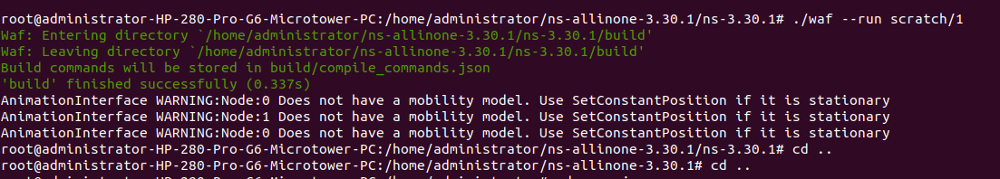 root@administrator-HP-280-Pro-G6-Microtower-PC:/home/administrator/ns-allinone-3.30.1/ns-3.30.1# ./waf --run scratch/1
Waf: Entering directory `/home/administrator/ns-allinone-3.30.1/ns-3.30.1/build'
Waf: Leaving directory `/home/administrator/ns-allinone-3.30.1/ns-3.30.1/build'
Build commands will be stored in build/compile_commands.json
'build' finished successfully (0.337s)
AnimationInterface WARNING:Node:0 Does not have a mobility model. Use SetConstantPosition if it is stationary
AnimationInterface WARNING:Node:1 Does not have a mobility model. Use SetConstantPosition if it is stationary
AnimationInterface WARNING:Node:0 Does not have a mobility model. Use SetConstantPosition if it is stationary
root@administrator-HP-280-Pro-G6-Microtower-PC:/home/administrator/ns-allinone-3.30.1/ns-3.30.1# cd ..
root@administrator-HP-280-Pro-G6-Microtower-PC:/home/administrator/ns-allinone-3.30.1# cd ..